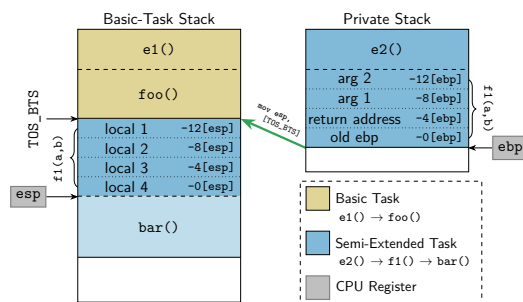 Basic-Task Stack
Private Stack
e1()
foo()
TOS_BTS
local 1 -12[esp]
local 2 -8[esp]
local 3 -4[esp]
local 4 -0[esp]
f1(a,b)
esp
bar()
mov esp,
[TOS_BTS]
e2()
arg 2 -12[ebp]
arg 1 -8[ebp]
return address -4[ebp]
old ebp -0[ebp]
f1(a,b)
ebp
Basic Task
e1() → foo()
Semi-Extended Task
e2() → f1() → bar()
CPU Register